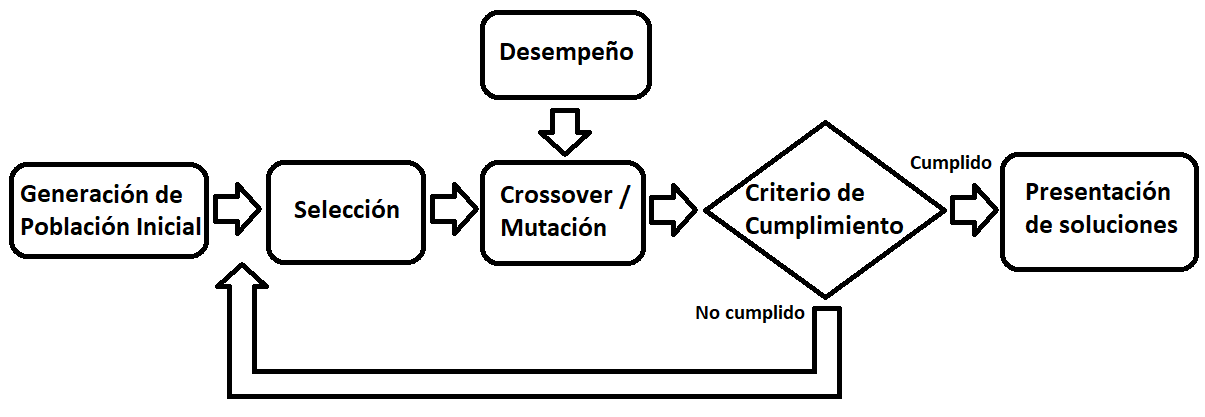 Desempeño
Generación de
Población Inicial
Selección
Crossover /
Mutación
Criterio de
Cumplimiento
Cumplido
Presentación
de soluciones
No cumplido